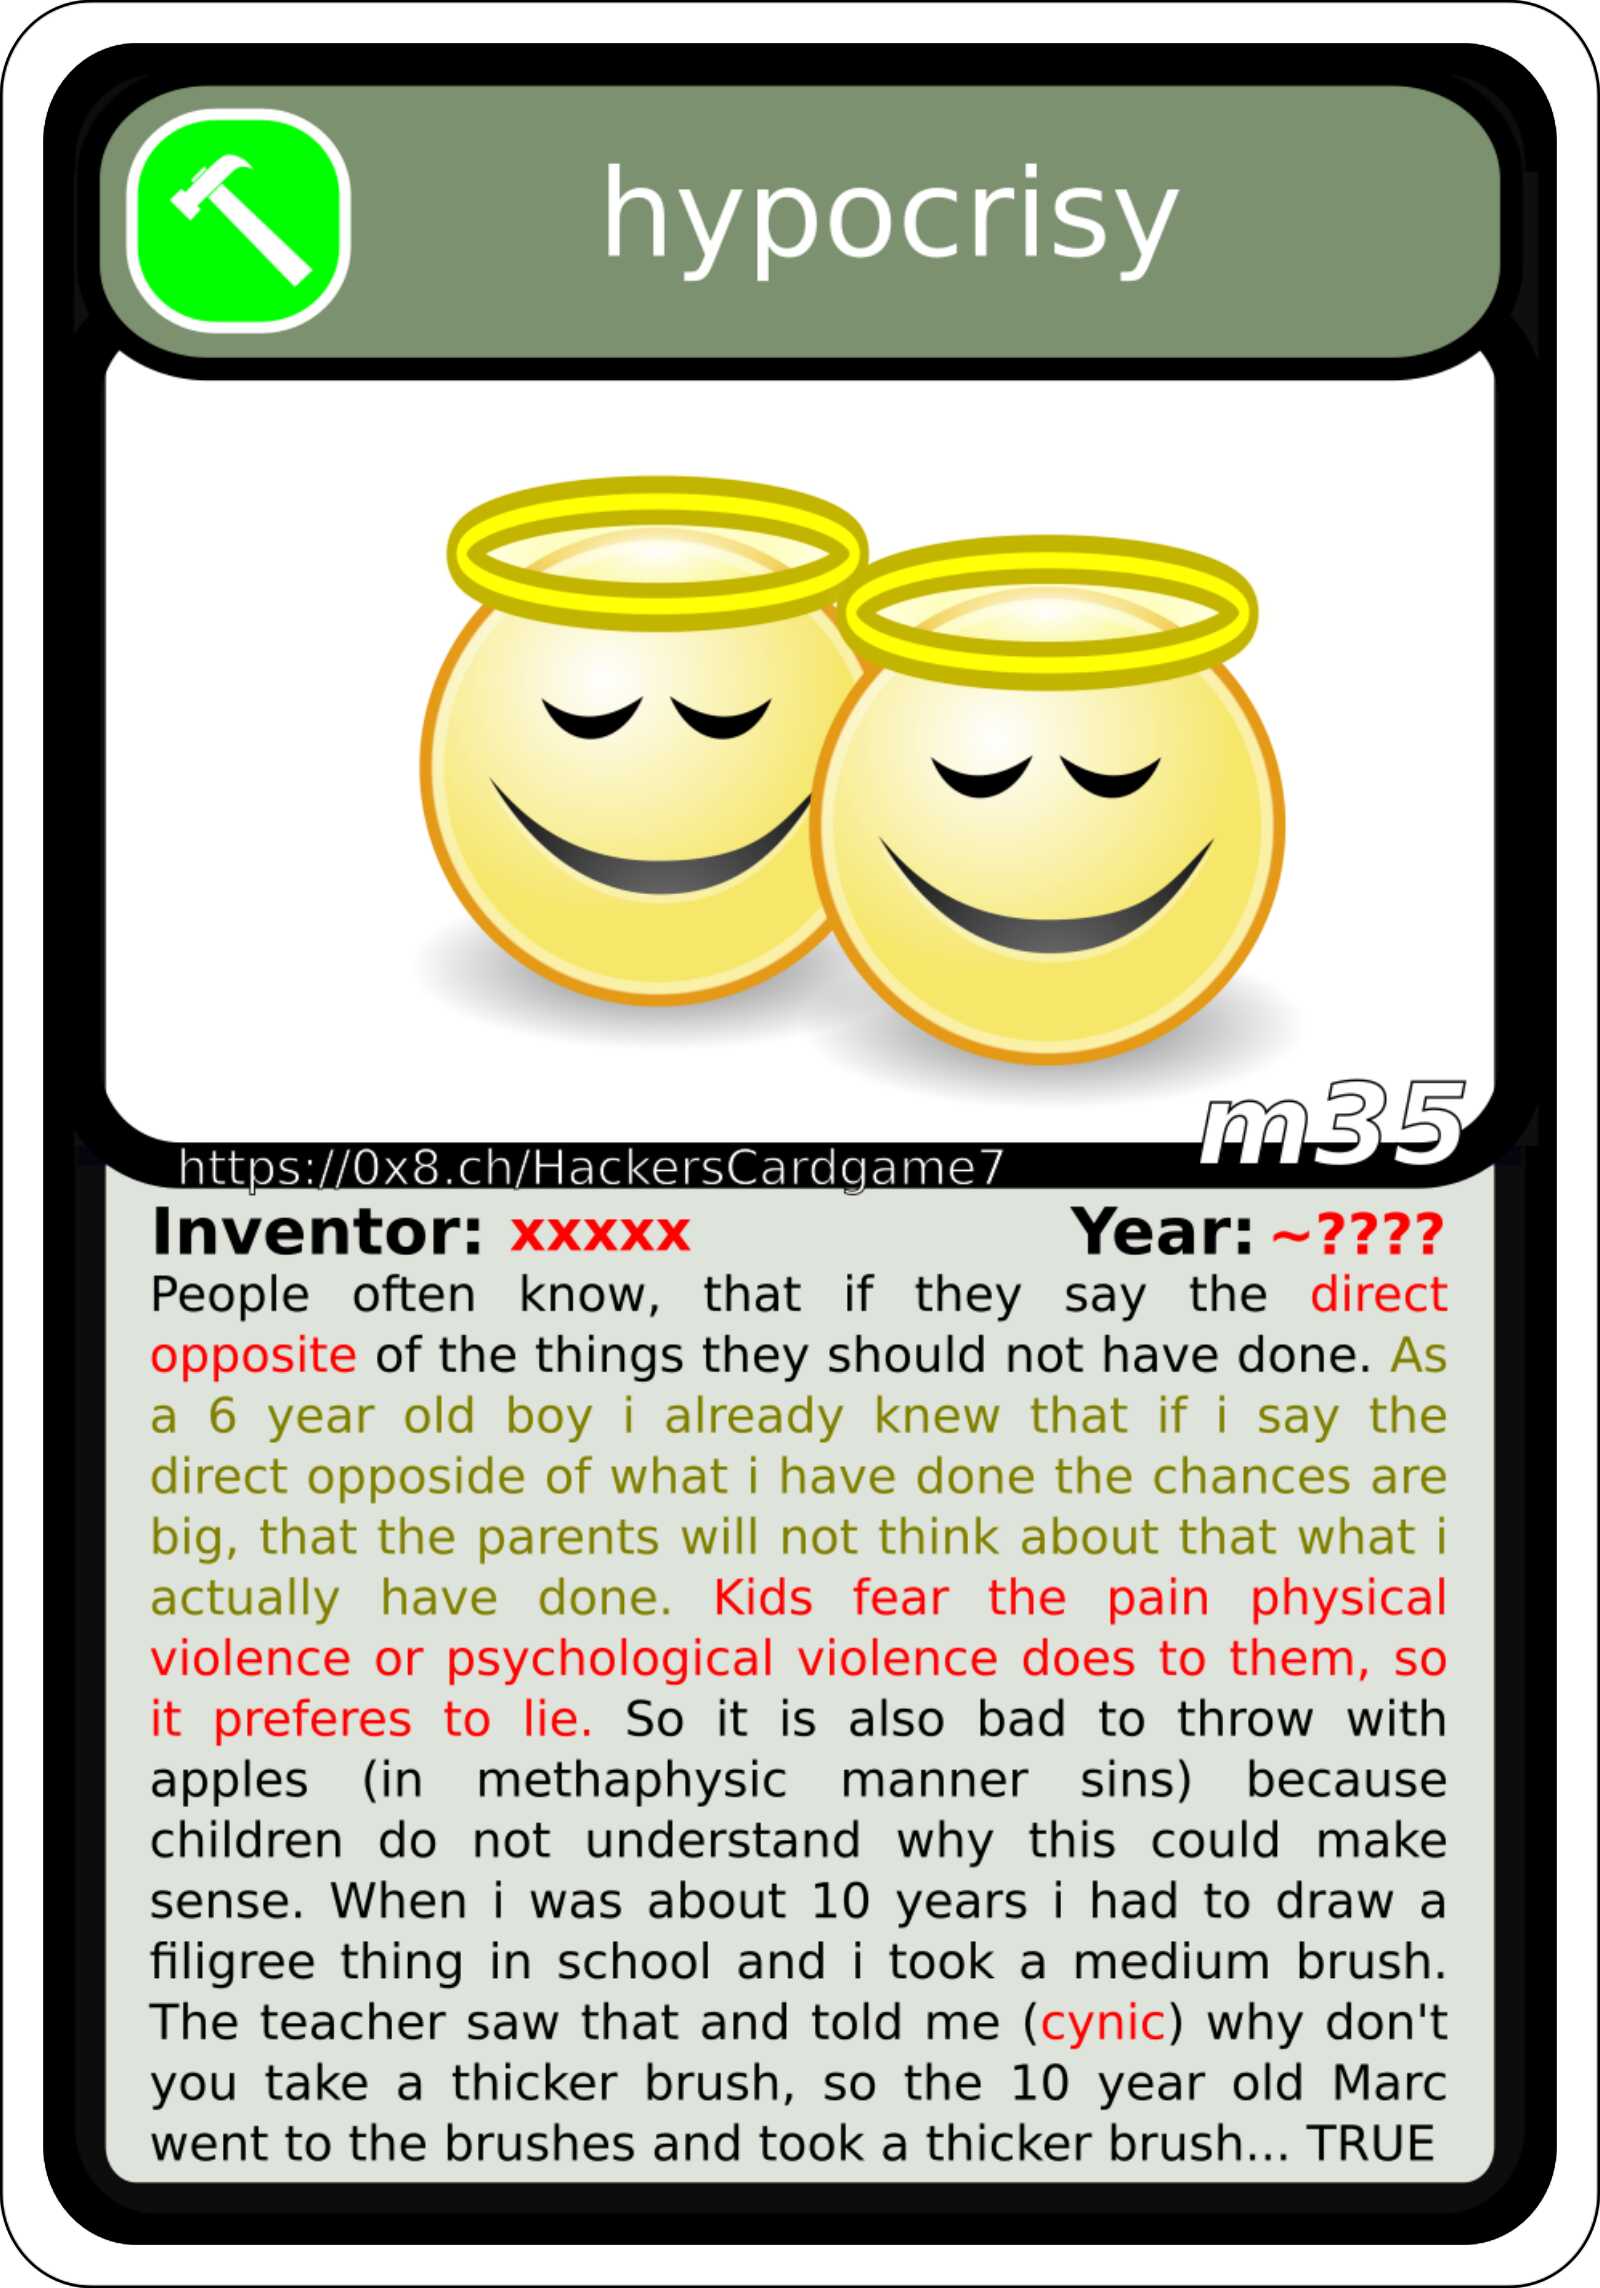 hypocrisy
m35
https://0x8.ch/HackersCardgame7
Inventor: xxxxx Year: ~????
People often know, that if they say the direct
opposite of the things they should not have done. As
a 6 year old boy i already knew that if i say the
direct opposide of what i have done the chances are
big, that the parents will not think about that what i
actually have done. Kids fear the pain physical
violence or psychological violence does to them, so
it preferes to lie. So it is also bad to throw with
apples (in methaphysic manner sins) because
children do not understand why this could make
sense. When i was about 10 years i had to draw a
filigree thing in school and i took a medium brush.
The teacher saw that and told me (cynic) why don't
you take a thicker brush, so the 10 year old Marc
went to the brushes and took a thicker brush... TRUE